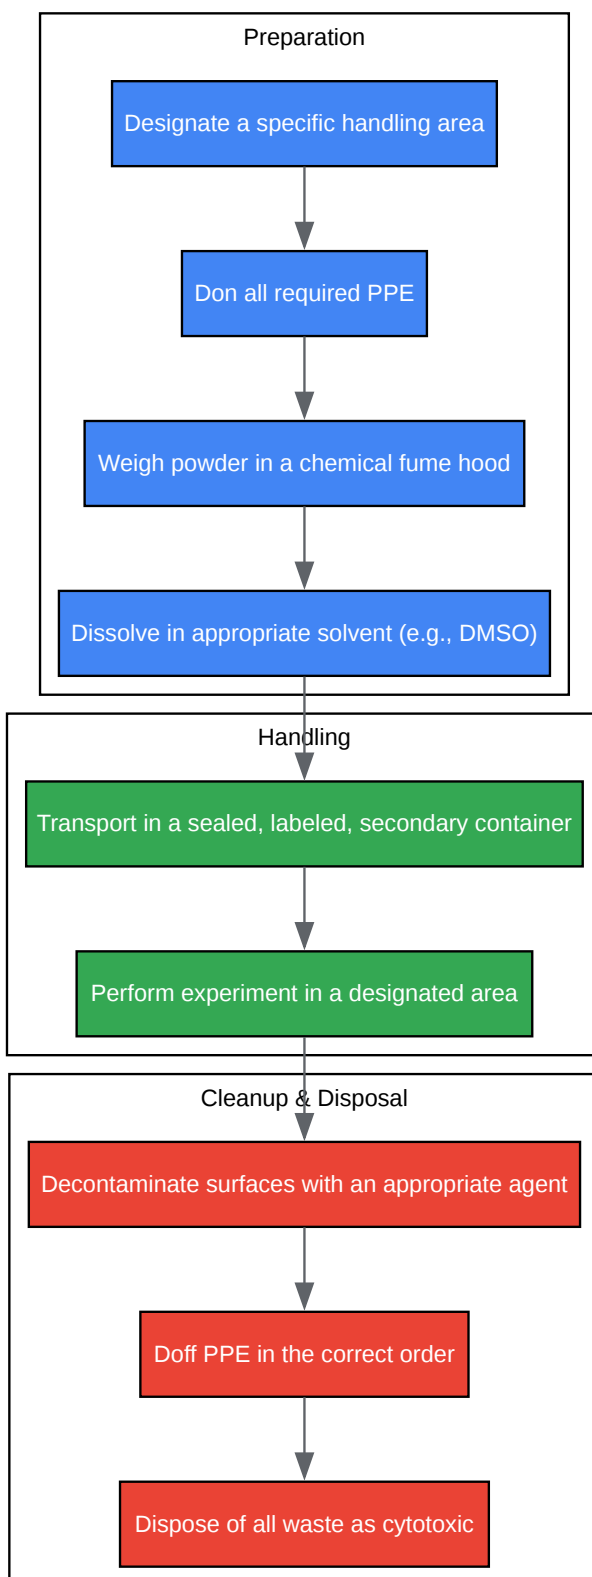 Preparation
Designate a specific handling area
Don all required PPE
Weigh powder in a chemical fume hood
Dissolve in appropriate solvent (e.g., DMSO)
Handling
Transport in a sealed, labeled, secondary container
Perform experiment in a designated area
Cleanup & Disposal
Decontaminate surfaces with an appropriate agent
Doff PPE in the correct order
Dispose of all waste as cytotoxic